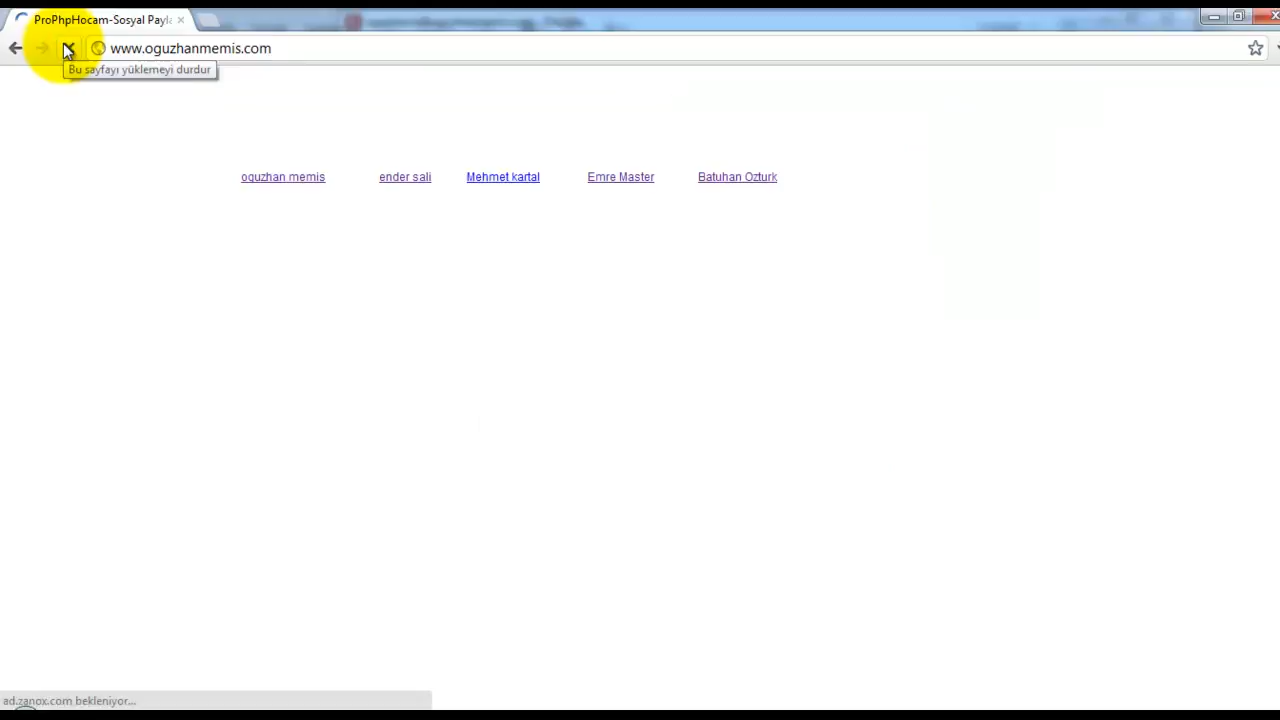 ProPhpHocam-Sosyal Payla
www.oguzhanmemis.com
Bu sayfayı yüklemeyi durdur
oguzhan memis ender sali Mehmet kartal Emre Master Batuhan Ozturk
ad.zanox.com bekleniyor...